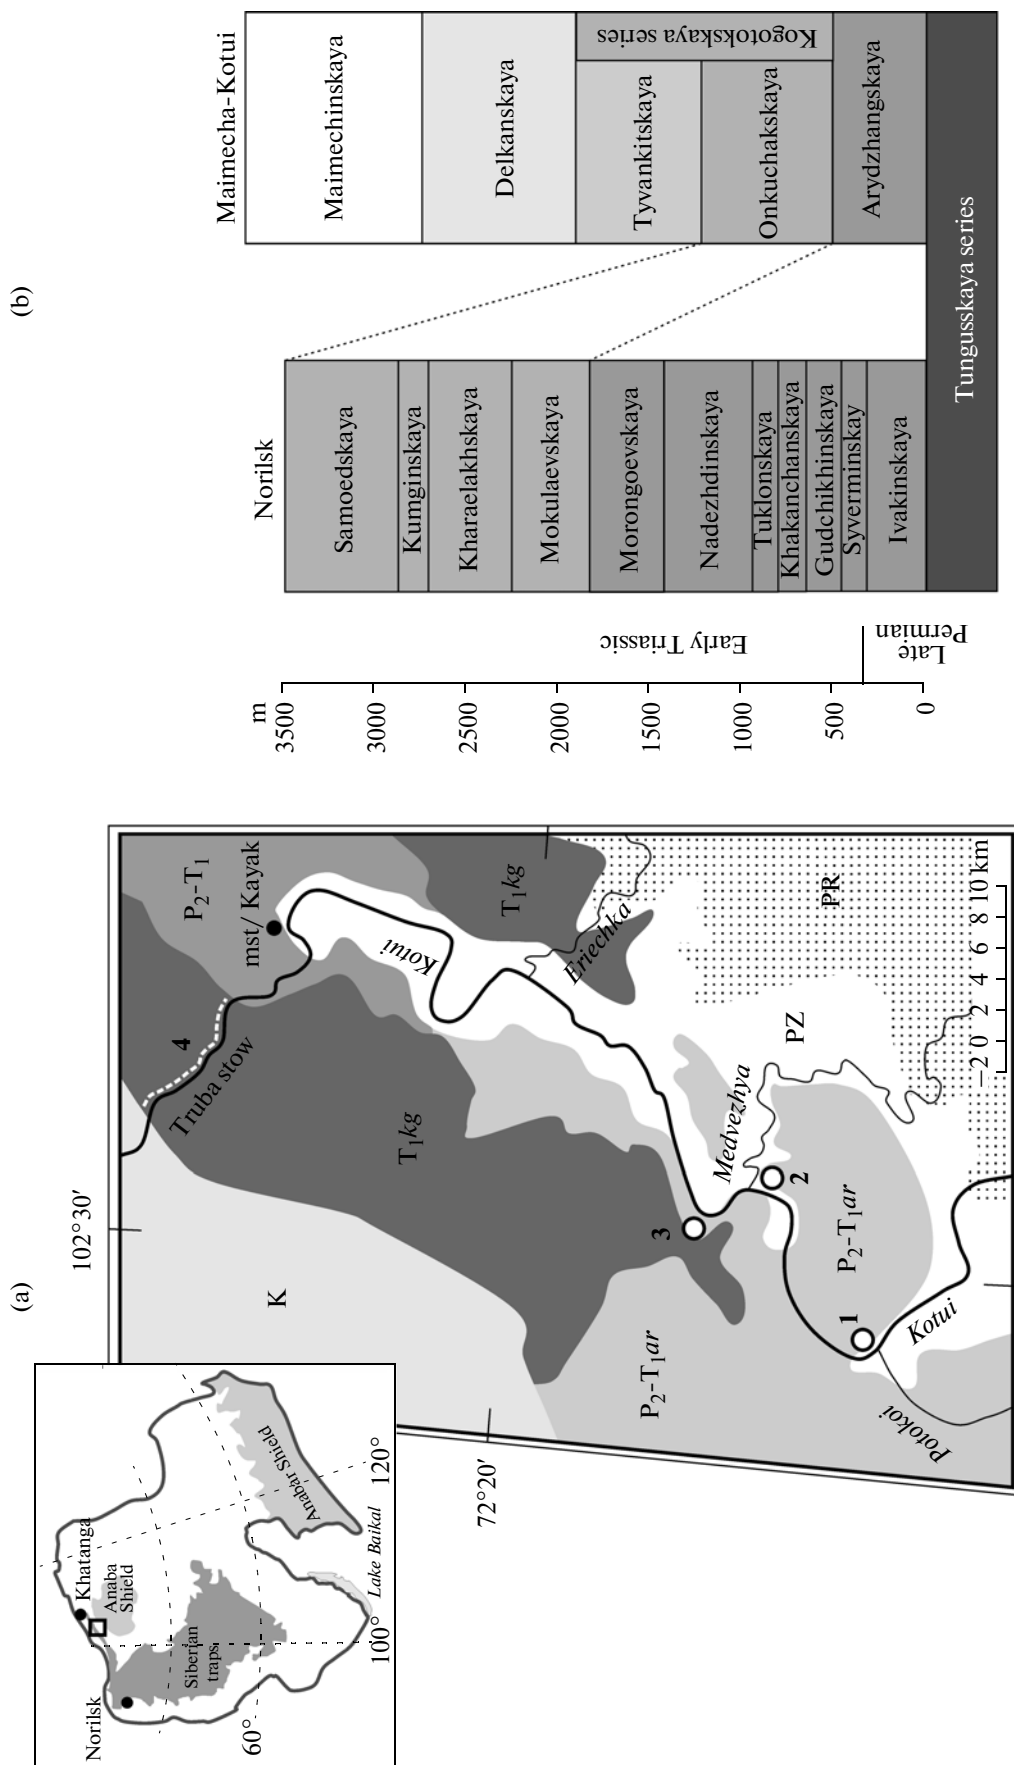 (a)
Norilsk
Khatanga
Anaba
Shield
Siberian
traps
Anabar Shield
Lake Baikal
60°
100°
120°
102°30′
72°20′
K
P2-T1
mst/ Kayak
4
Truba stow
T1kg
Kotui
T1kg
Eriechka
PR
PZ
Medvezhya
3
2
P2-T1ar
P2-T1ar
1
Kotui
Potokoi
–2 0 2 4 6 8 10 km
(b)
m
3500
3000
2500
2000
1500
1000
500
0
Early Triassic
Late
Permian
Norilsk
Samoedskaya
Kumginskaya
Kharaelakhskaya
Mokulaevskaya
Morongoevskaya
Nadezhdinskaya
Tuklonskaya
Khakanchanskaya
Gudchikhinskaya
Syverminskay
Ivakinskaya
Maimecha-Kotui
Maimechinskaya
Delkanskaya
Tyvankitskaya
Onkuchakskaya
Kogotokskaya series
Arydzhangskaya
Tungusskaya series